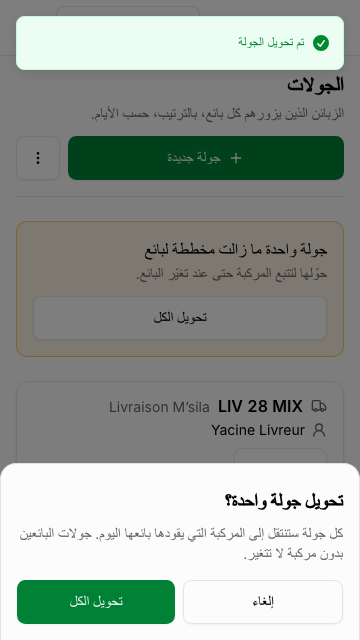 تم تحويل الجولة
الجولات
الزبائن الذين يزورهم كل بائع، بالترتيب، حسب الأيام.
جولة جديدة
جولة واحدة ما زالت مخططة لبائع
حوّلها لتتبع المركبة حتى عند تغيّر البائع.
تحويل الكل
LIV 28 MIX Livraison M’sila
Yacine Livreur
تحويل جولة واحدة؟
كل جولة ستنتقل إلى المركبة التي يقودها بائعها اليوم. جولات البائعين
بدون مركبة لا تتغير.
إلغاء
تحويل الكل